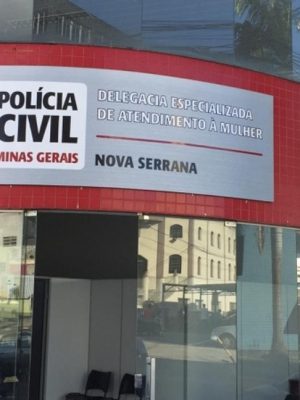 POLÍCIA
CIVIL
MINAS GERAIS
DELEGACIA ESPECIALIZADA
DE ATENDIMENTO À MULHER
NOVA SERRANA